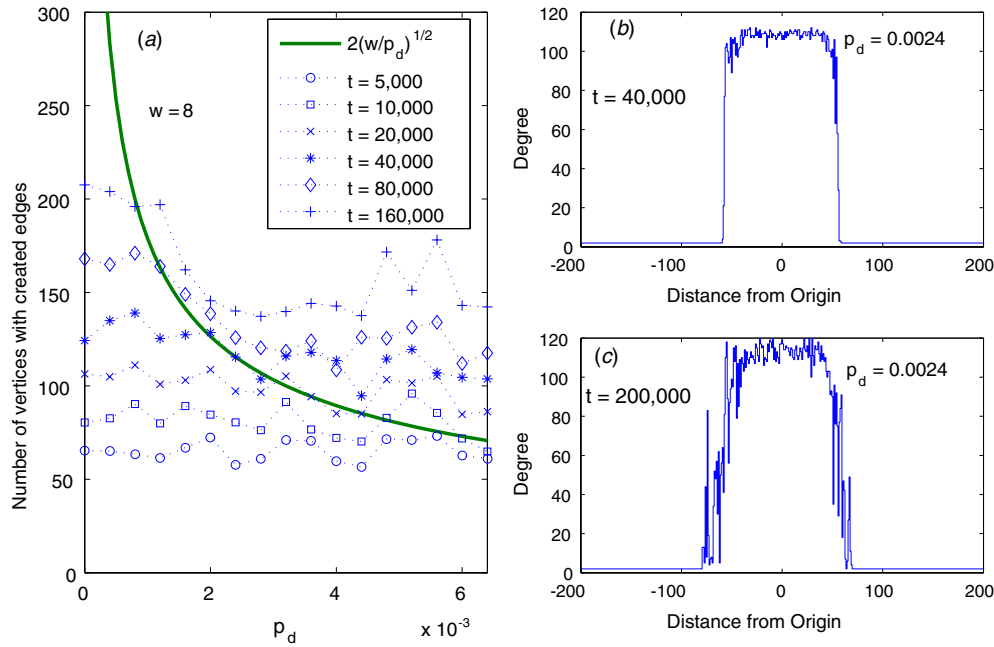 (a)
2(w/p_d)^{1/2}
t = 5,000
t = 10,000
t = 20,000
t = 40,000
t = 80,000
t = 160,000
w = 8
Number of vertices with created edges
300
250
200
150
100
50
0
0
2
4
6
p_d
x 10^{-3}
(b)
p_d = 0.0024
t = 40,000
Degree
120
100
80
60
40
20
0
-200
-100
0
100
200
Distance from Origin
(c)
p_d = 0.0024
t = 200,000
Degree
120
100
80
60
40
20
0
-200
-100
0
100
200
Distance from Origin